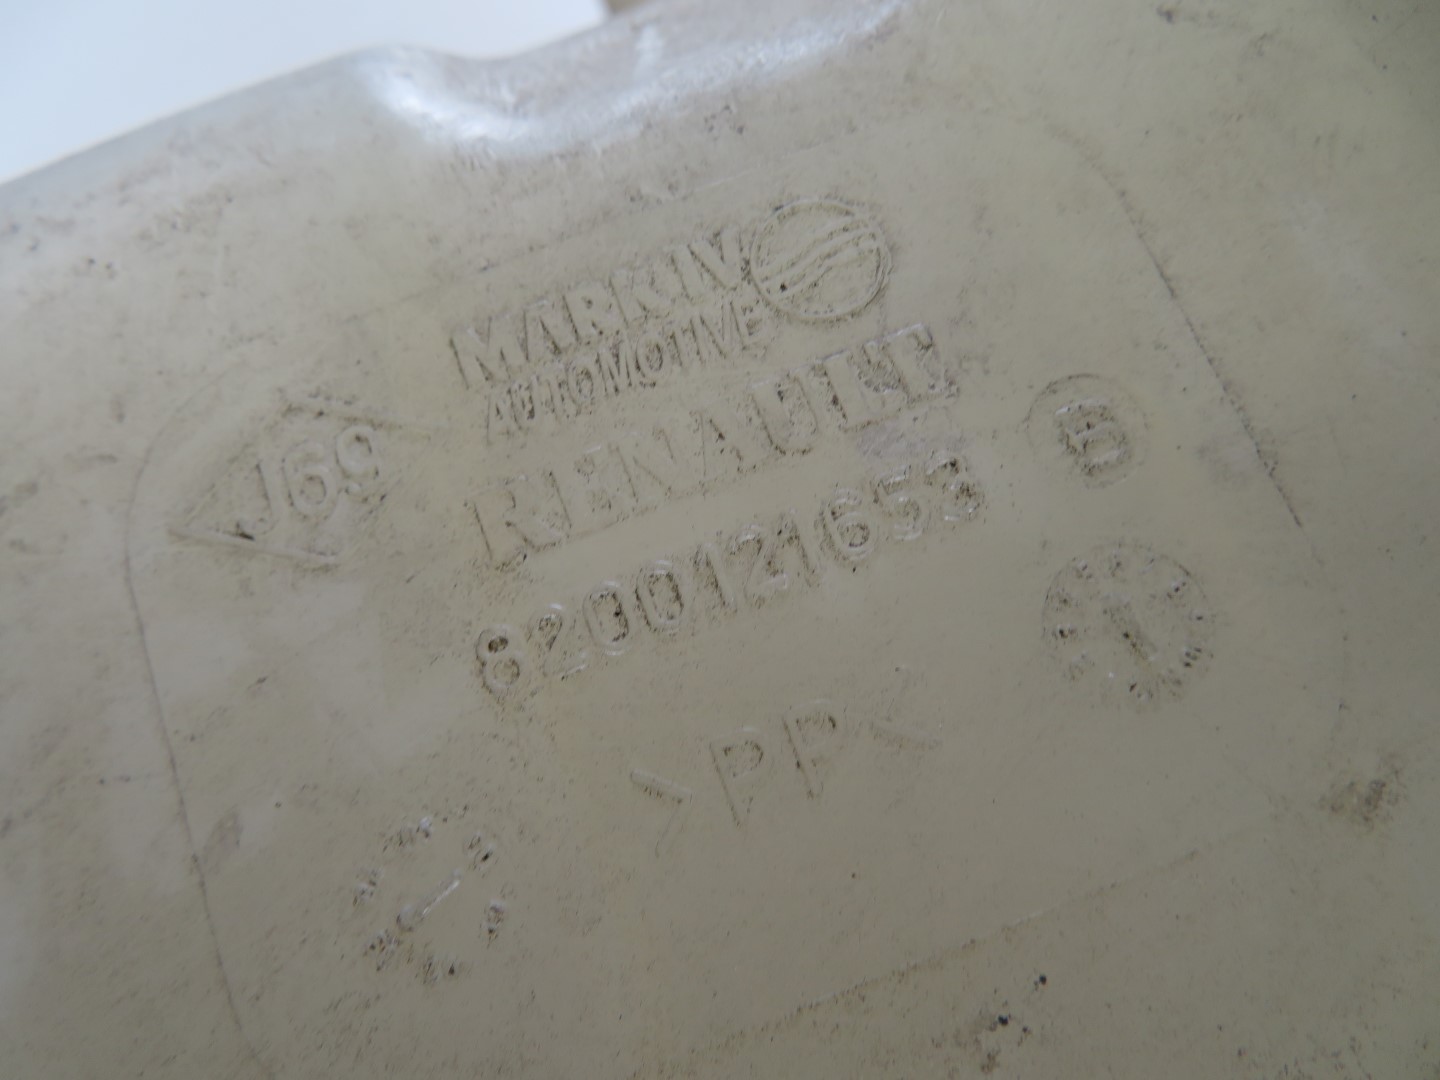 MARK IV
AUTOMOTIVE
J69
RENAULT
8200121653
>PP<